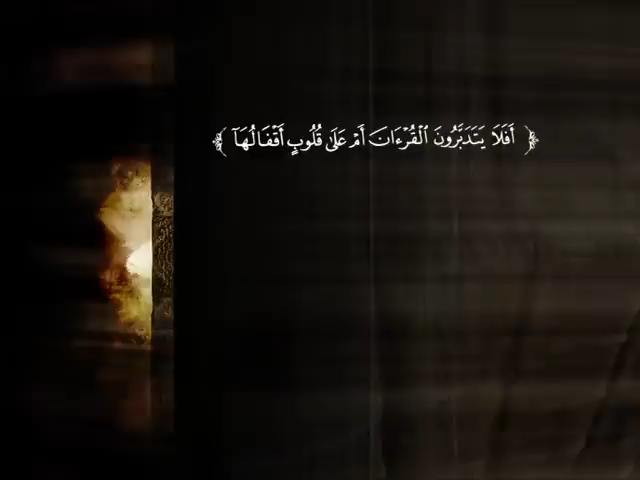 ﴿ أَفَلَا يَتَدَبَّرُونَ ٱلْقُرْءَانَ أَمْ عَلَىٰ قُلُوبٍ أَقْفَالُهَآ ﴾